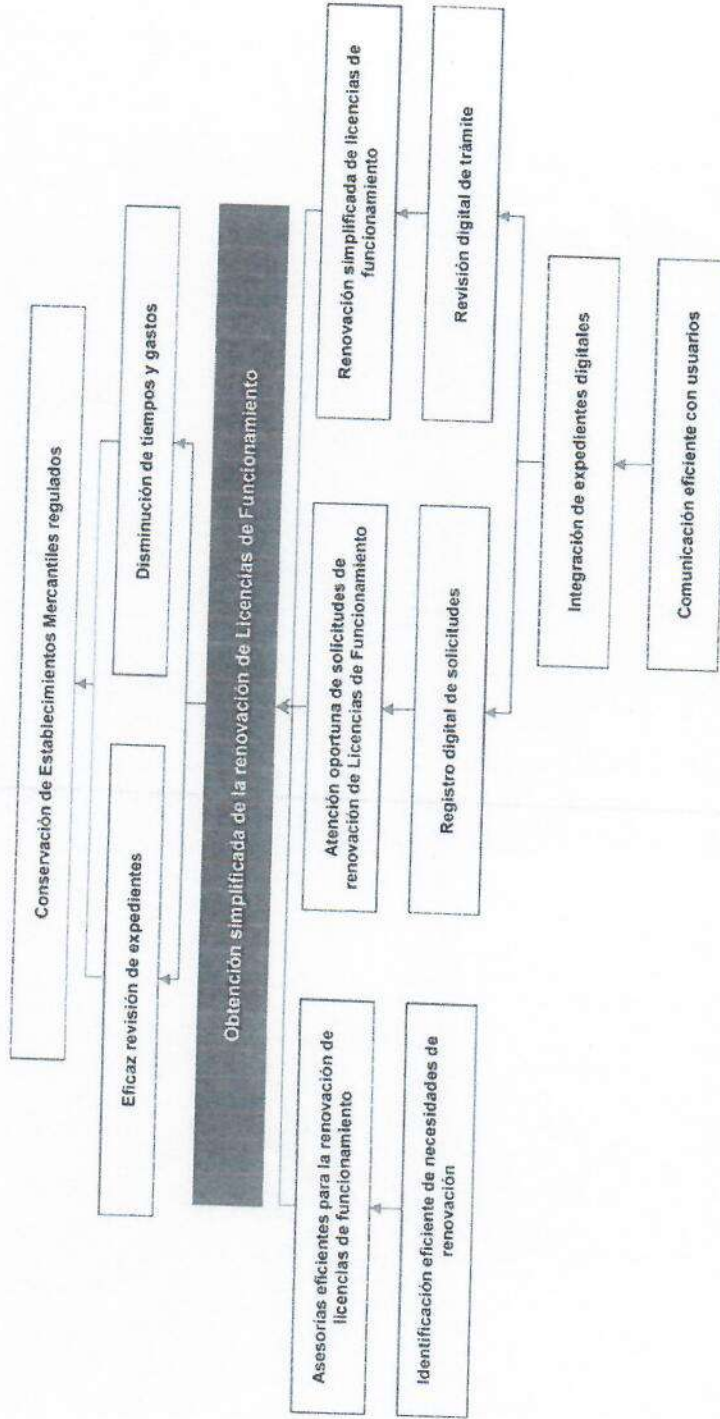 Conservación de Establecimientos Mercantiles regulados
Eficaz revisión de expedientes
Disminución de tiempos y gastos
Obtención simplificada de la renovación de Licencias de Funcionamiento
Asesorías eficientes para la renovación de
licencias de funcionamiento
Atención oportuna de solicitudes de
renovación de Licencias de Funcionamiento
Renovación simplificada de licencias de
funcionamiento
Identificación eficiente de necesidades de
renovación
Registro digital de solicitudes
Revisión digital de trámite
Integración de expedientes digitales
Comunicación eficiente con usuarios